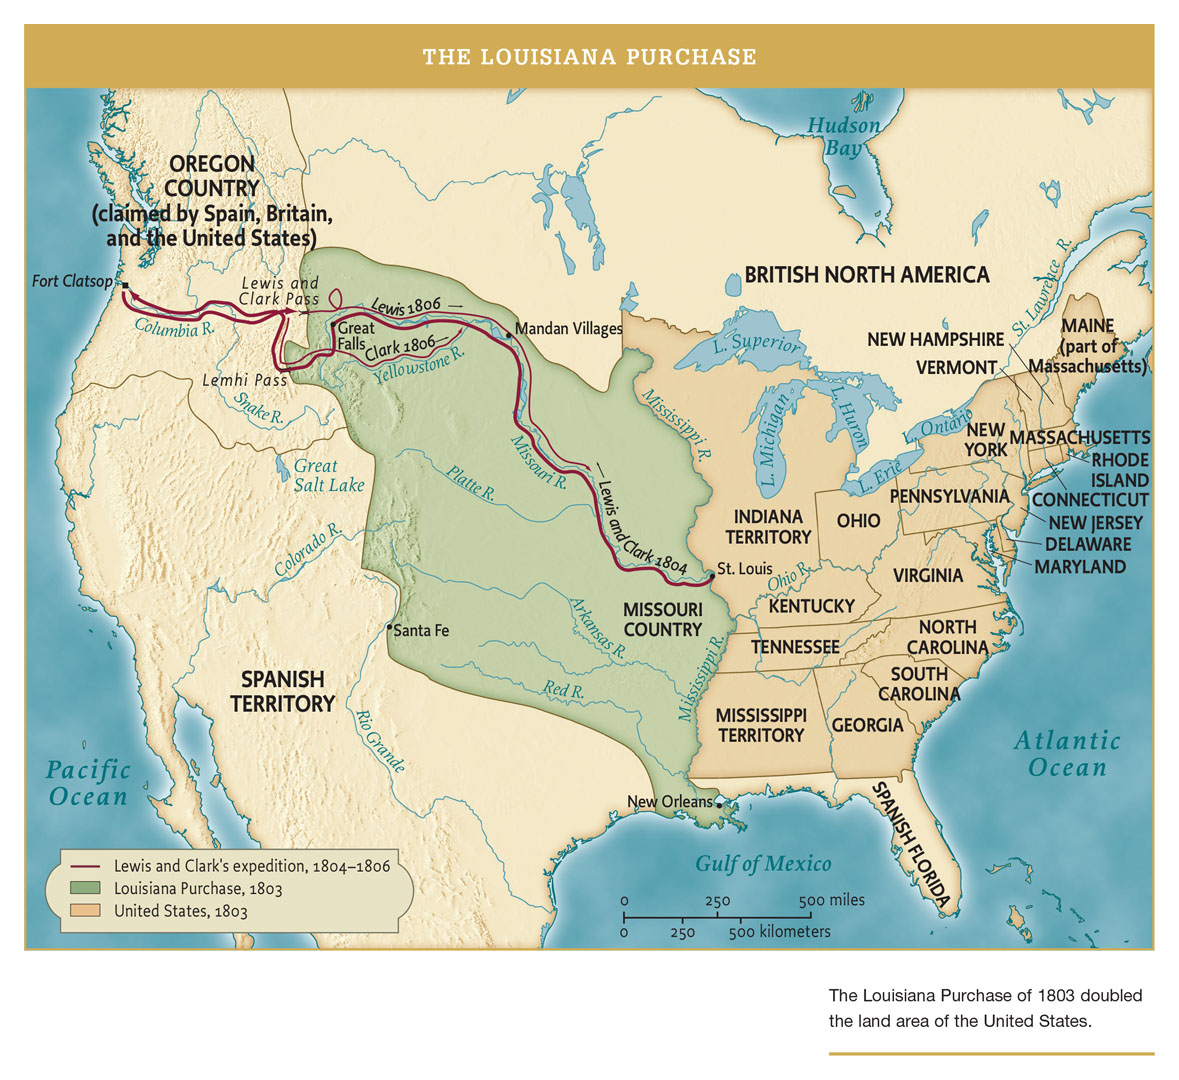 THE LOUISIANA PURCHASE
Hudson
Bay
OREGON
COUNTRY
(claimed by Spain, Britain,
and the United States)
Fort Clatsop
Lewis and
Clark Pass
Columbia R.
Great
Falls
Lewis 1806
Clark 1806
Yellowstone R.
Mandan Villages
Lemhi Pass
Snake R.
BRITISH NORTH AMERICA
St. Lawrence R.
L. Superior
NEW HAMPSHIRE
VERMONT
MAINE
(part of
Massachusetts)
Mississippi R.
L. Michigan
L. Huron
L. Ontario
L. Erie
NEW
YORK
MASSACHUSETTS
RHODE
ISLAND
CONNECTICUT
NEW JERSEY
DELAWARE
MARYLAND
PENNSYLVANIA
Great
Salt Lake
Platte R.
Missouri R.
Lewis and Clark 1804
INDIANA
TERRITORY
OHIO
Colorado R.
St. Louis
Ohio R.
VIRGINIA
KENTUCKY
MISSOURI
COUNTRY
Santa Fe
Arkansas R.
TENNESSEE
NORTH
CAROLINA
SOUTH
CAROLINA
SPANISH
TERRITORY
Red R.
Mississippi R.
MISSISSIPPI
TERRITORY
GEORGIA
Rio Grande
Pacific
Ocean
Atlantic
Ocean
New Orleans
SPANISH FLORIDA
Gulf of Mexico
Lewis and Clark's expedition, 1804–1806
Louisiana Purchase, 1803
United States, 1803
0 250 500 miles
0 250 500 kilometers
The Louisiana Purchase of 1803 doubled
the land area of the United States.